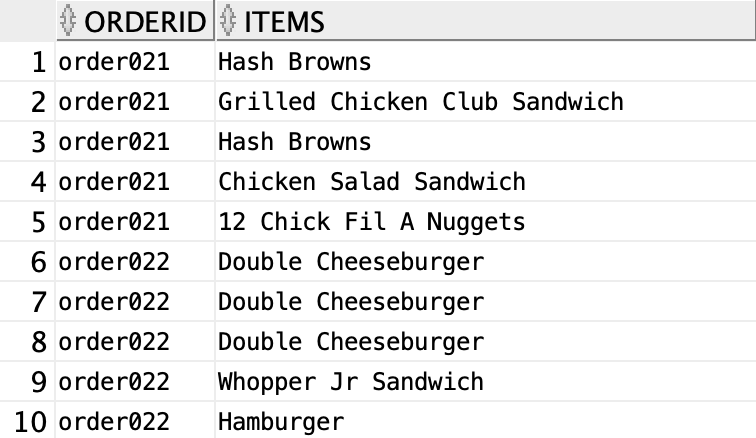 ORDERID ITEMS
1 order021 Hash Browns
2 order021 Grilled Chicken Club Sandwich
3 order021 Hash Browns
4 order021 Chicken Salad Sandwich
5 order021 12 Chick Fil A Nuggets
6 order022 Double Cheeseburger
7 order022 Double Cheeseburger
8 order022 Double Cheeseburger
9 order022 Whopper Jr Sandwich
10 order022 Hamburger